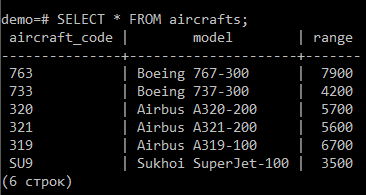 demo=# SELECT * FROM aircrafts;
 aircraft_code |        model        | range
---------------+---------------------+-------
 763           | Boeing 767-300      | 7900
 733           | Boeing 737-300      | 4200
 320           | Airbus A320-200     | 5700
 321           | Airbus A321-200     | 5600
 319           | Airbus A319-100     | 6700
 SU9           | Sukhoi SuperJet-100 | 3500
(6 строк)